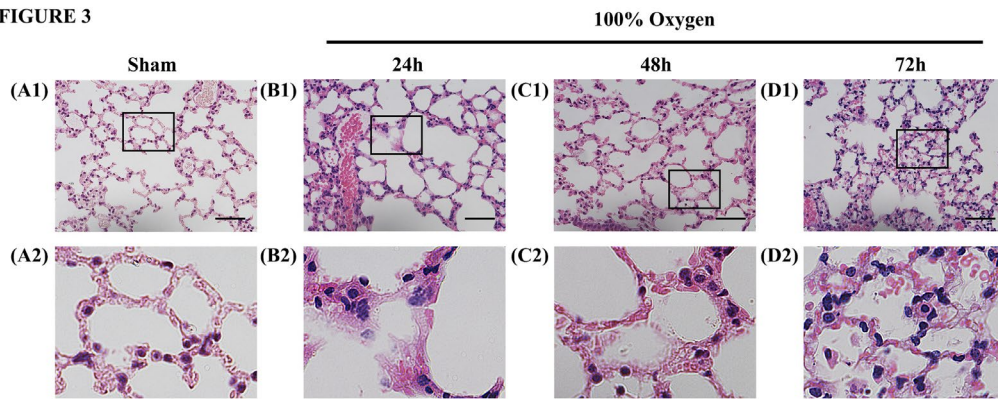 FIGURE 3
100% Oxygen
Sham
24h
48h
72h
(A1)
(B1)
(C1)
(D1)
(A2)
(B2)
(C2)
(D2)